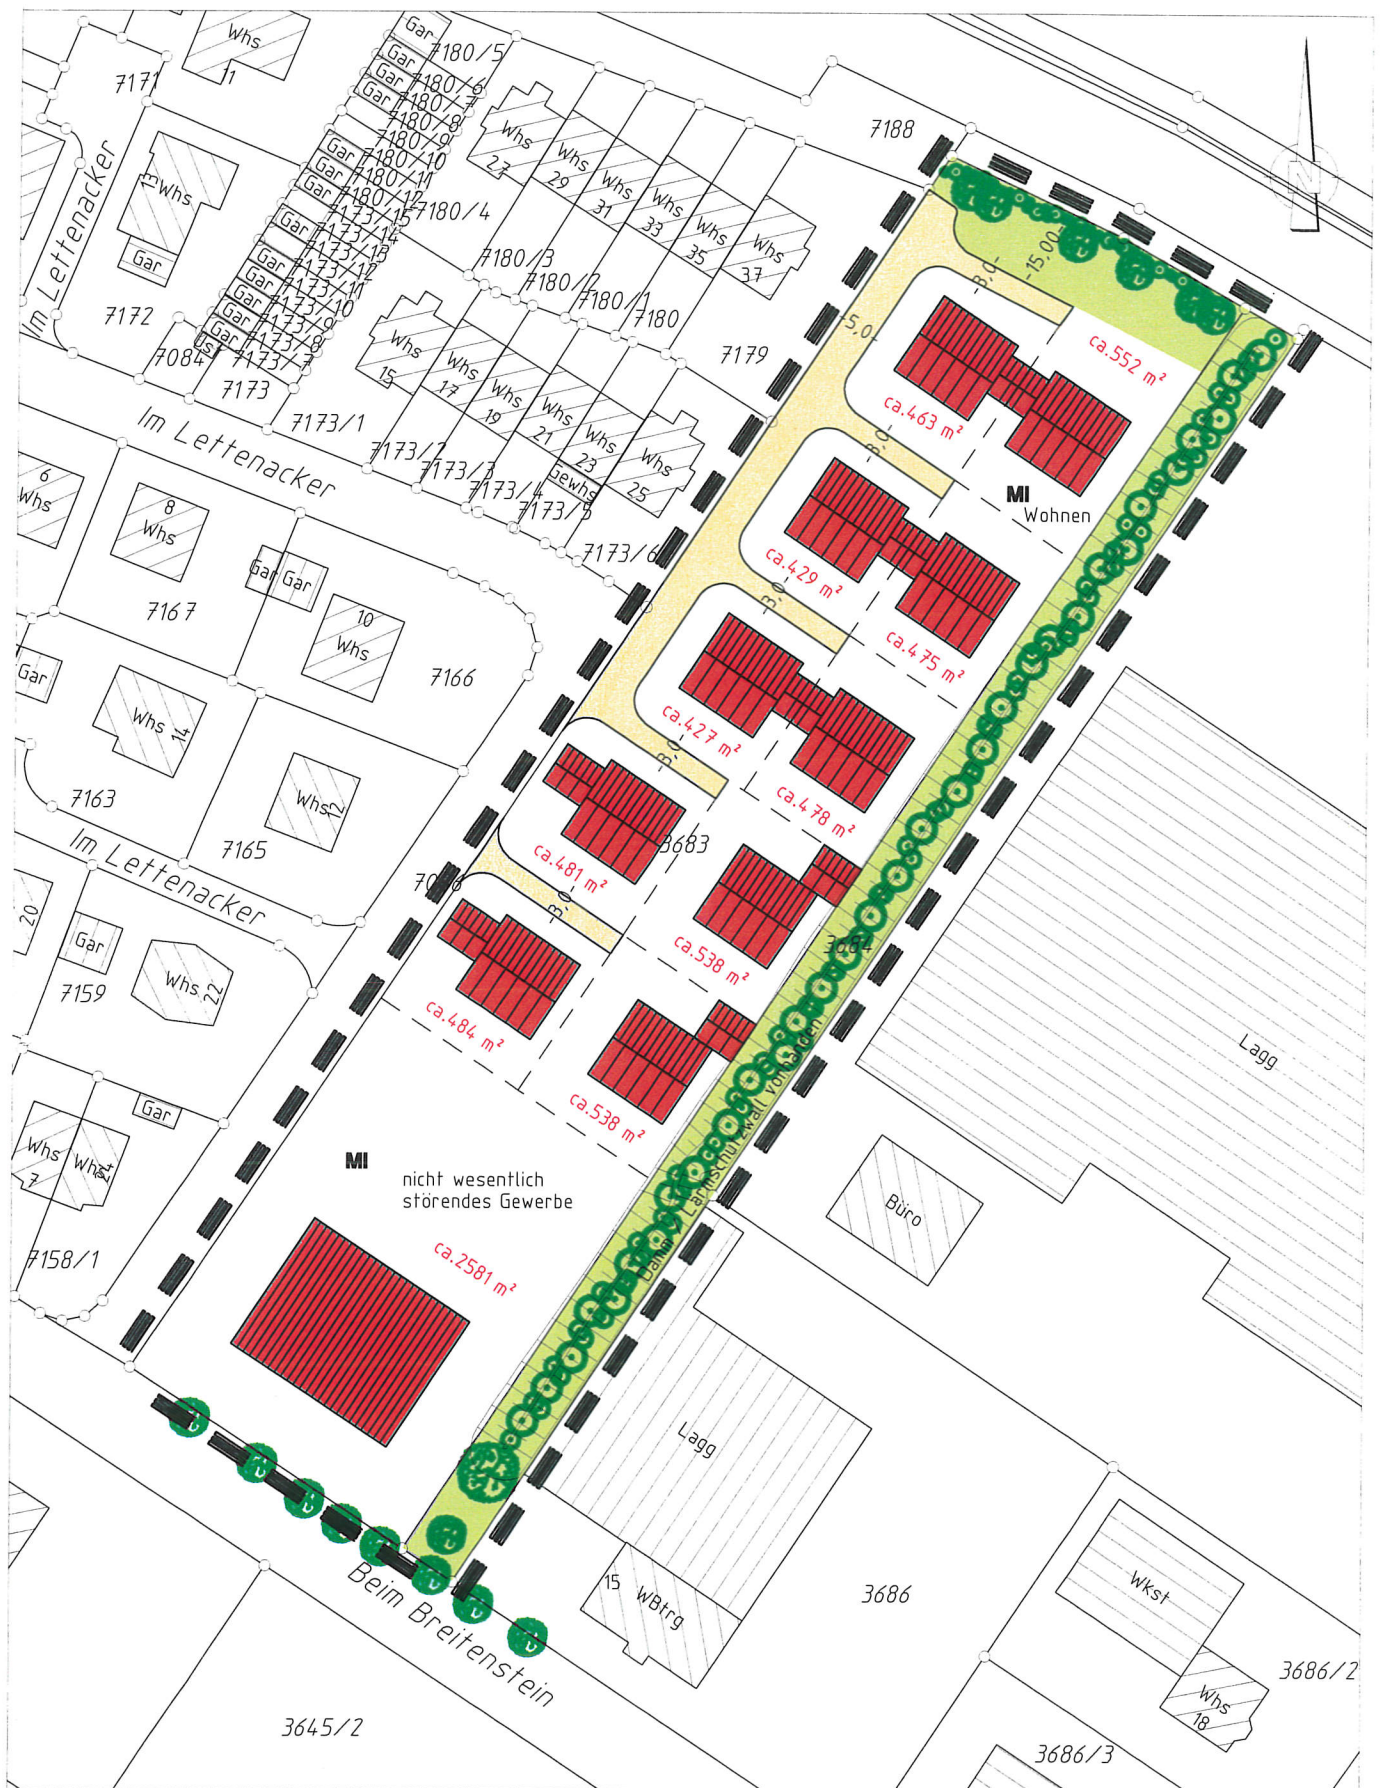 Gar
Whs
11
7171
7180/5
7180/6
7180/7
7180/8
7180/9
7180/10
7180/11
7180/12
7173/15
7173/14
7173/13
7173/12
7173/11
7173/10
7173/9
7173/8
7173/7
Gar
Gar
Gar
Gar
Gar
Gar
Gar
Gar
Gar
Gar
Gar
Gar
7180/4
Whs
27
Whs
29
Whs
31
Whs
33
Whs
35
Whs
37
7188
N
Im Lettenacker
13
Whs
Gar
7172
7084
7173
7180/3
7180/2
7180/1
7180
7179
Whs
15
Whs
17
Whs
19
Whs
21
Whs
23
Whs
25
Gewhs
7173/1
7173/2
7173/3
7173/4
7173/5
7173/6
-15,00-
-3,0-
-5,0-
ca.552 m²
ca.463 m²
-3,0-
MI
Wohnen
Im Lettenacker
6
Whs
8
Whs
Gar
Gar
7167
10
Whs
7166
ca.429 m²
-3,0-
ca.475 m²
Gar
Whs
14
ca.427 m²
-3,0-
ca.478 m²
7163
Whs
12
7165
Im Lettenacker
3683
ca.481 m²
-3,0-
20
Gar
Whs
22
7159
ca.538 m²
3684
ca.484 m²
Lagg
Damm - Lärmschutzwall vorhanden
ca.538 m²
Gar
Whs
7
Whs
24
MI
nicht wesentlich
störendes Gewerbe
Büro
7158/1
ca.2581 m²
Lagg
Beim Breitenstein
15
WBtrg
3686
Wkst
Whs
18
3686/2
3645/2
3686/3